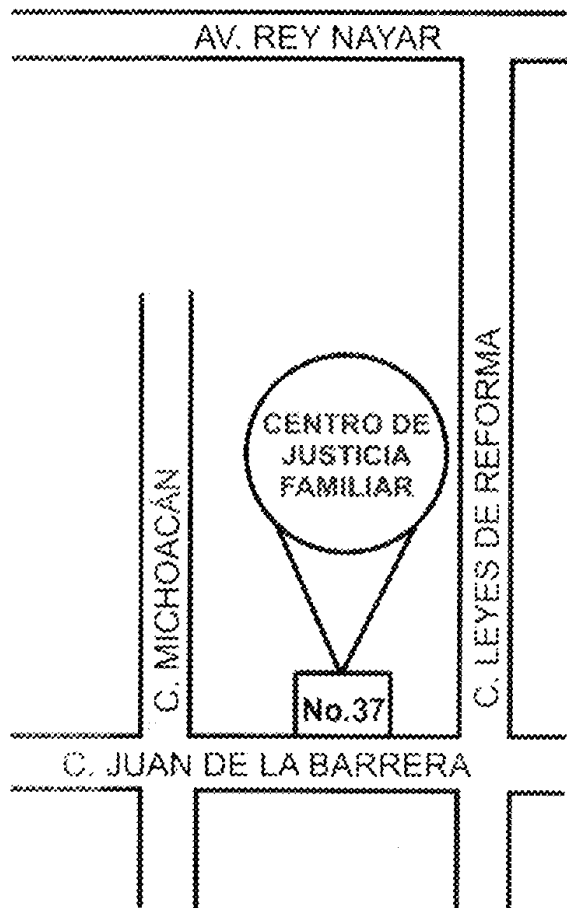 AV. REY NAYAR
CENTRO DE
JUSTICIA
FAMILIAR
C. MICHOACÁN
C. LEYES DE REFORMA
No.37
C. JUAN DE LA BARRERA